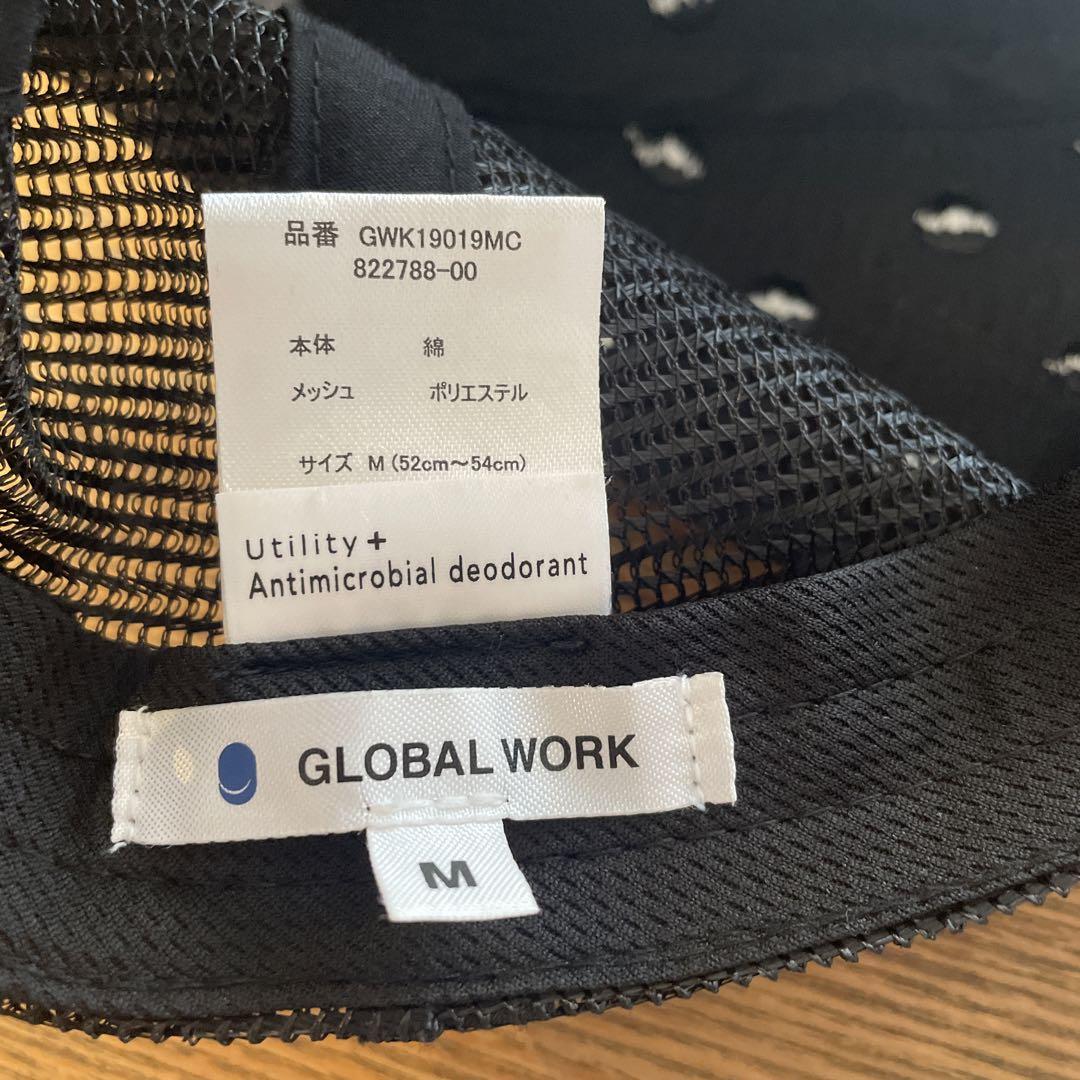 品番 GWK19019MC
822788-00
本体 綿
メッシュ ポリエステル
サイズ M (52cm～54cm)
Utility +
Antimicrobial deodorant
GLOBAL WORK
M